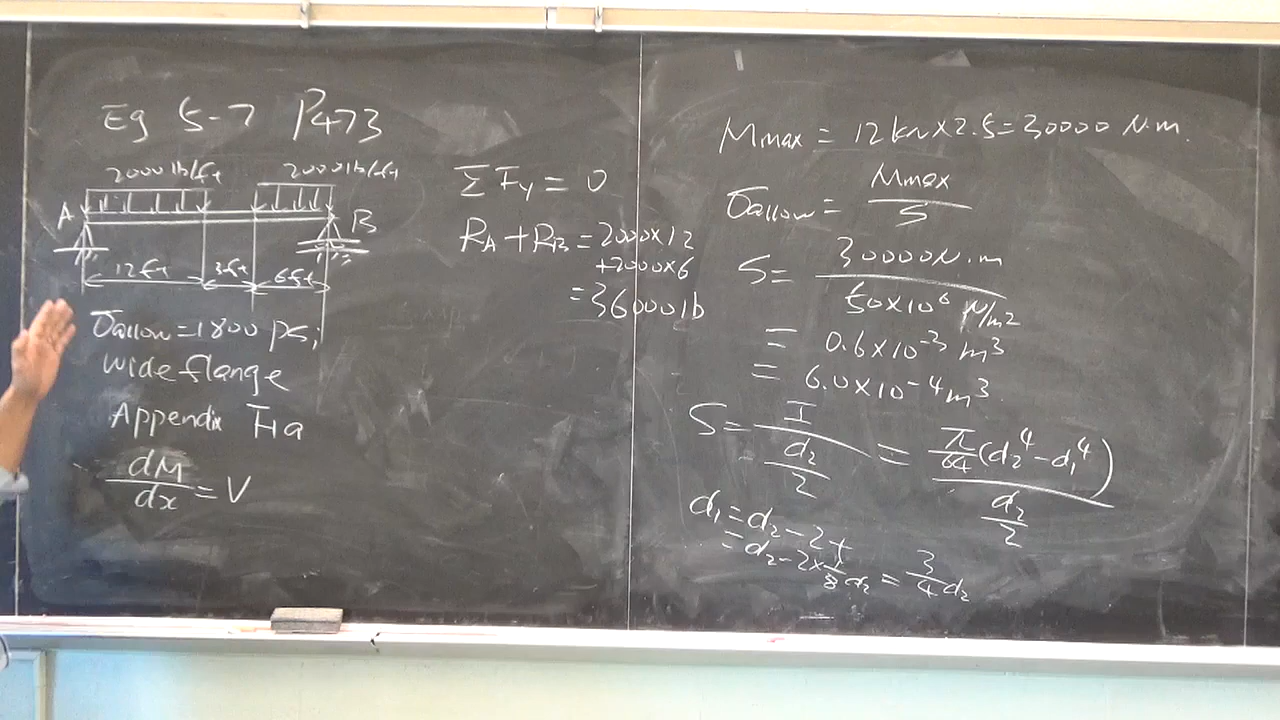 Eg 5-7 P473
2000 lb/ft 2000 lb/ft
A B
12ft 3ft 6ft
σallow = 1800 psi
wide flange
Appendix F1a
dM/dx = V
ΣFy = 0
RA + RB = 2000×12
+2000×6
= 36000 lb
Mmax = 12 kN×2.5 = 30000 N·m
σallow = Mmax/S
S = 30000 N·m / 50×10⁶ N/m²
= 0.6×10⁻³ m³
= 6.0×10⁻⁴ m³
S = I/(d₂/2) = π/64 (d₂⁴ - d₁⁴) / (d₂/2)
d₁ = d₂ - 2t
= d₂ - 2×1/8 d₂ = 3/4 d₂